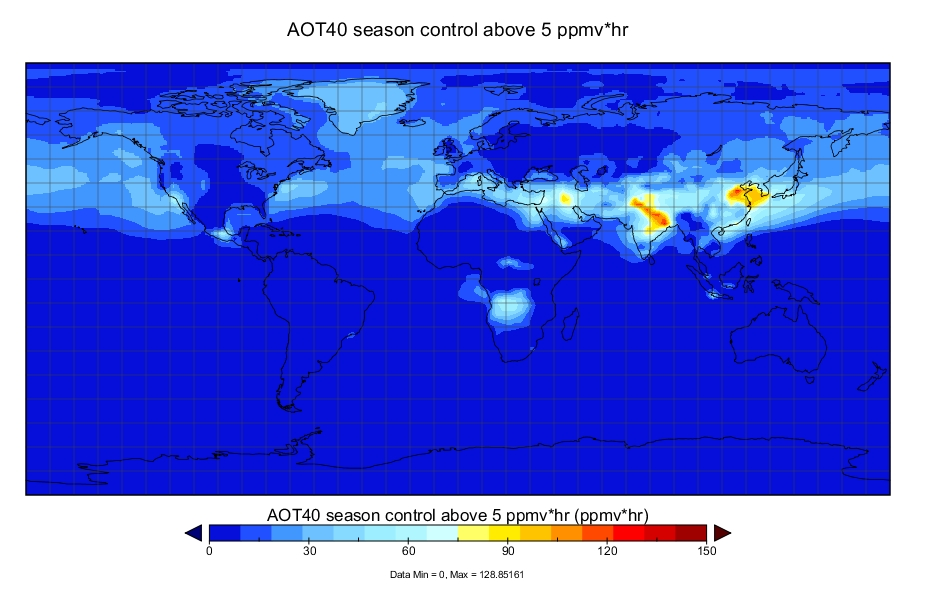 AOT40 season control above 5 ppmv*hr
AOT40 season control above 5 ppmv*hr (ppmv*hr)
0 30 60 90 120 150
Data Min = 0, Max = 128.85161